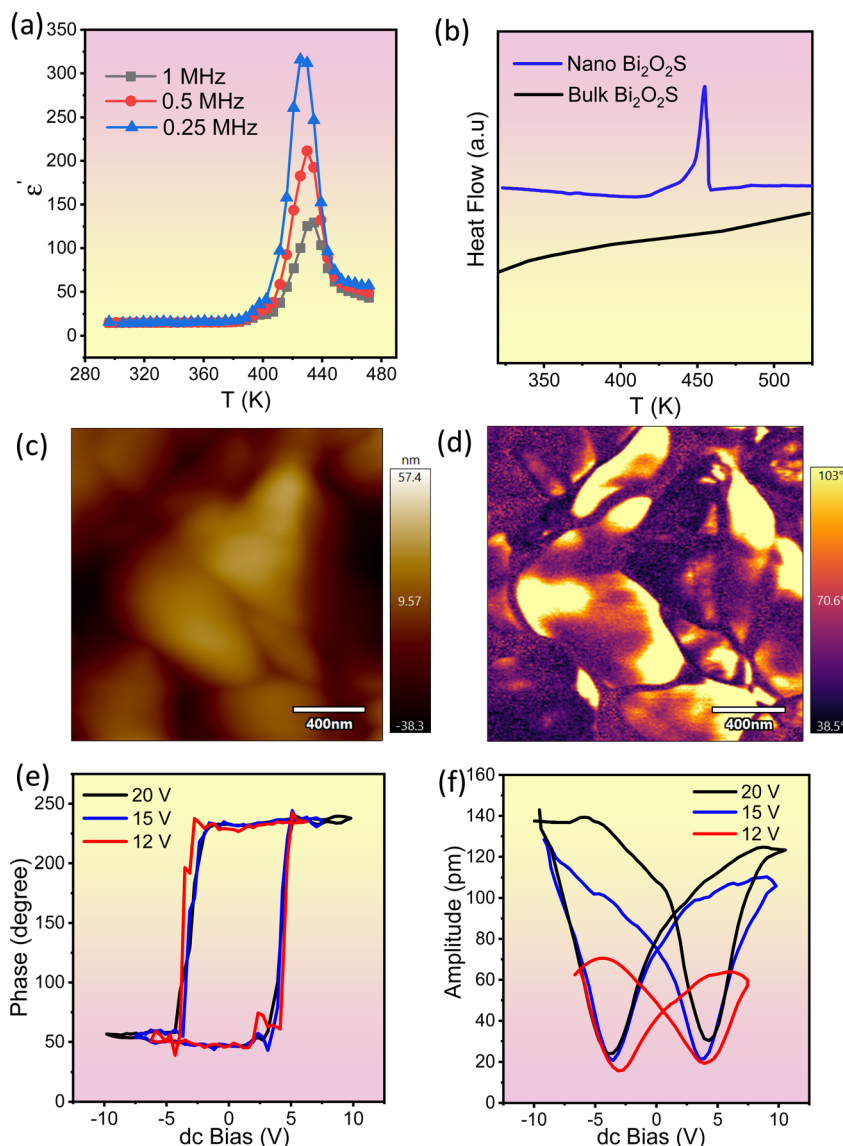 (a)
350
300
250
200
150
100
50
0
ε'
1 MHz
0.5 MHz
0.25 MHz
280 320 360 400 440 480
T (K)
(b)
Heat Flow (a.u)
Nano Bi₂O₂S
Bulk Bi₂O₂S
350 400 450 500
T (K)
(c)
nm
57.4
9.57
-38.3
400nm
(d)
103°
70.6°
38.5°
400nm
(e)
250
200
150
100
50
0
Phase (degree)
20 V
15 V
12 V
-10 -5 0 5 10
dc Bias (V)
(f)
160
140
120
100
80
60
40
20
0
Amplitude (pm)
20 V
15 V
12 V
-10 -5 0 5 10
dc Bias (V)